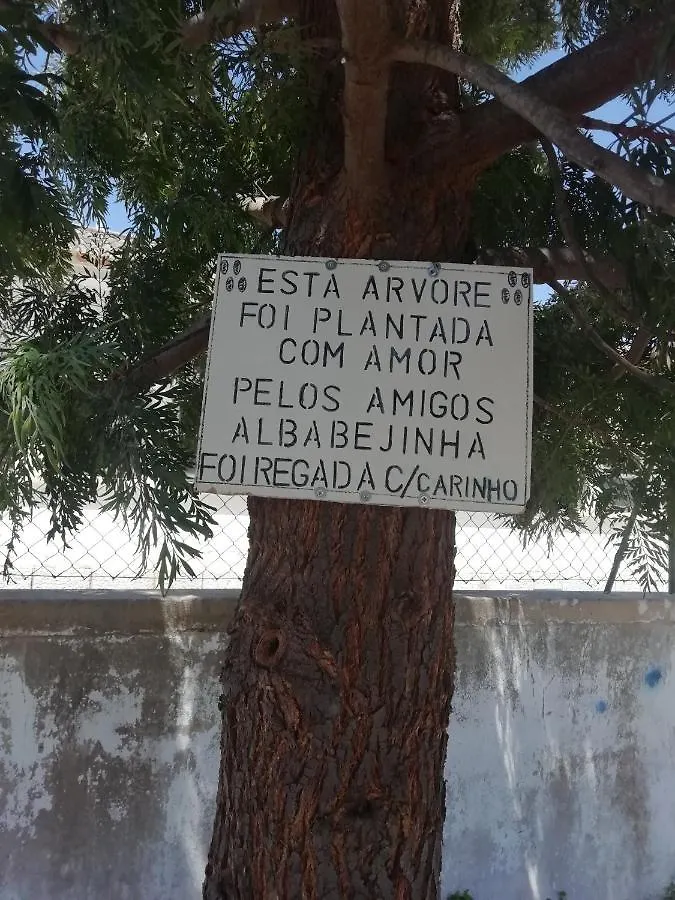 ESTA ARVORE
FOI PLANTADA
COM AMOR
PELOS AMIGOS
ALBABEJINHA
FOI REGADA C/CARINHO